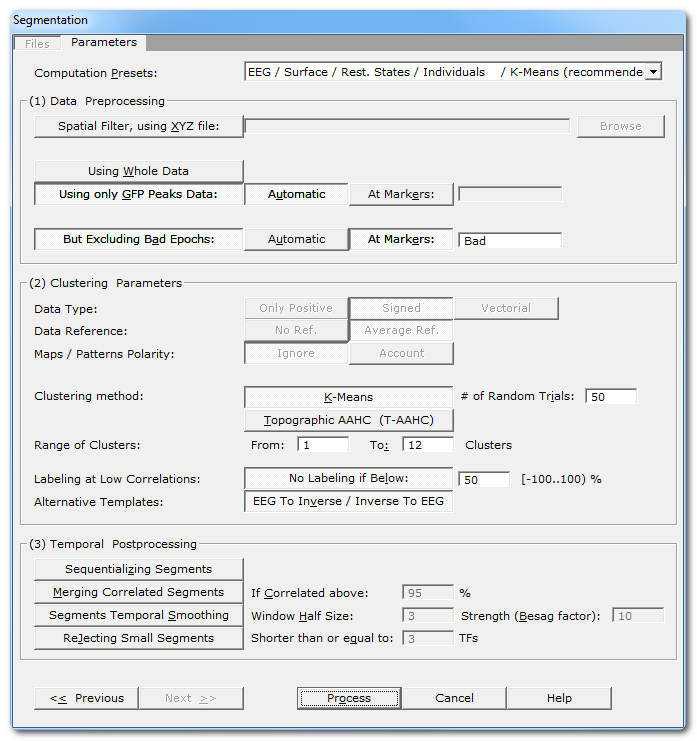 Segmentation
Files Parameters
Computation Presets: EEG / Surface / Rest. States / Individuals / K-Means (recommende
(1) Data Preprocessing
Spatial Filter, using XYZ file: Browse
Using Whole Data
Using only GFP Peaks Data: Automatic At Markers:
But Excluding Bad Epochs: Automatic At Markers: Bad
(2) Clustering Parameters
Data Type: Only Positive Signed Vectorial
Data Reference: No Ref. Average Ref.
Maps / Patterns Polarity: Ignore Account
Clustering method: K-Means # of Random Trials: 50
Topographic AAHC (T-AAHC)
Range of Clusters: From: 1 To: 12 Clusters
Labeling at Low Correlations: No Labeling if Below: 50 [-100..100) %
Alternative Templates: EEG To Inverse / Inverse To EEG
(3) Temporal Postprocessing
Sequentializing Segments
Merging Correlated Segments If Correlated above: 95 %
Segments Temporal Smoothing Window Half Size: 3 Strength (Besag factor): 10
Rejecting Small Segments Shorter than or equal to: 3 TFs
<< Previous Next >> Process Cancel Help